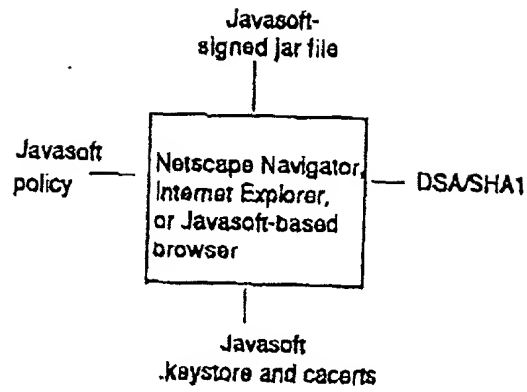 Javasoft-
signed jar file
Javasoft
policy
Netscape Navigator,
Internet Explorer,
or Javasoft-based
browser
DSA/SHA1
Javasoft
.keystore and cacerts